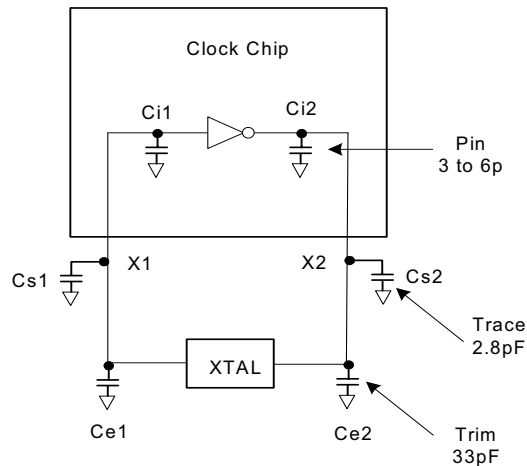 Clock Chip
Ci1
Ci2
Pin
3 to 6p
Cs1
X1
X2
Cs2
Trace
2.8pF
XTAL
Ce1
Ce2
Trim
33pF